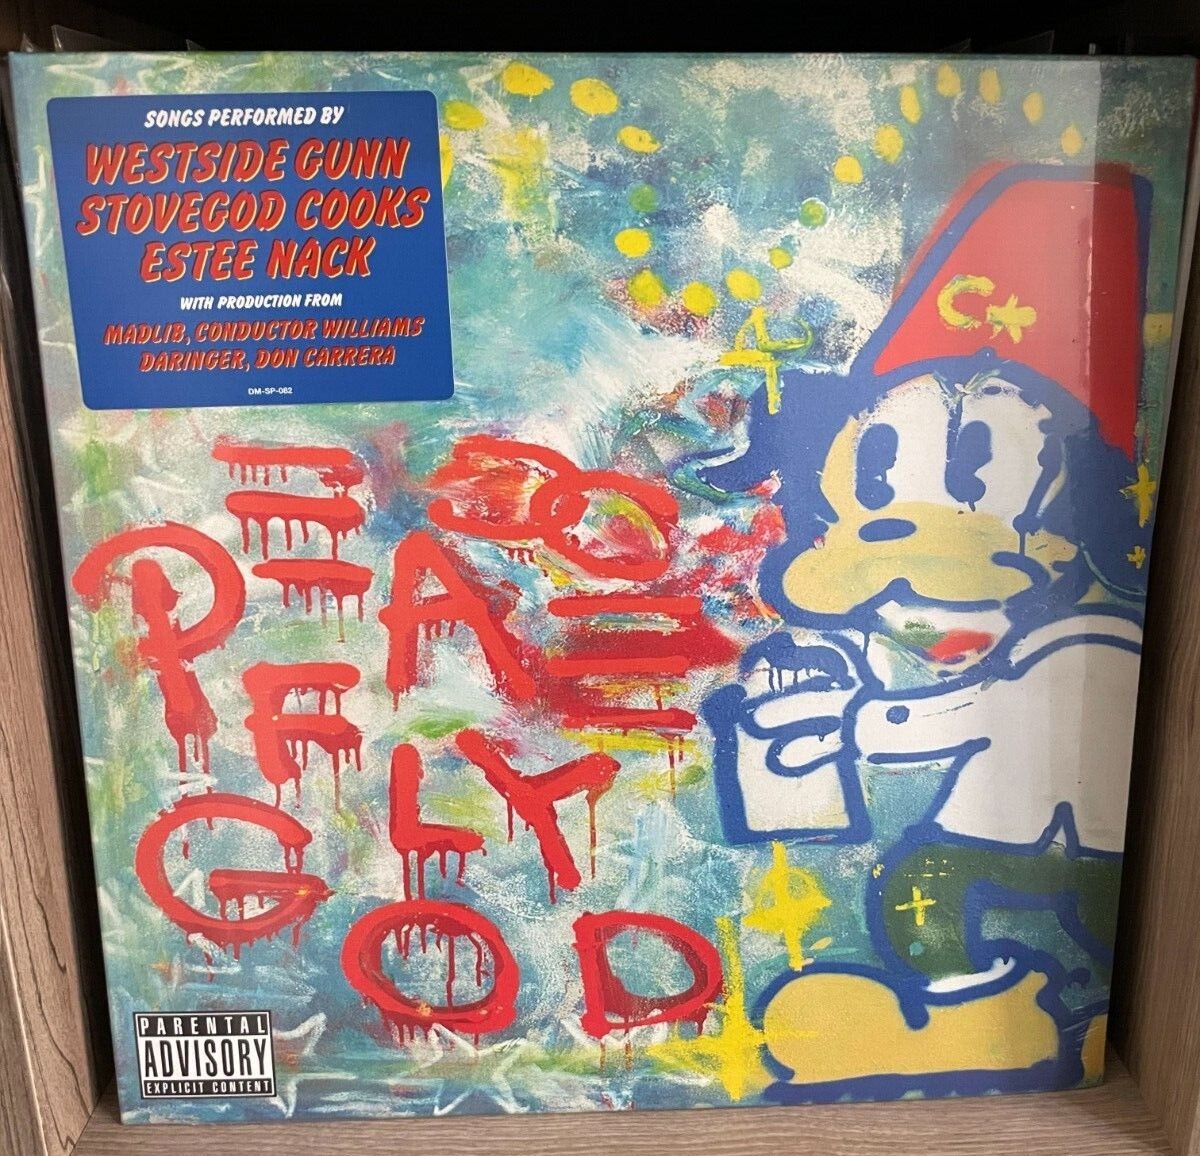 SONGS PERFORMED BY
WESTSIDE GUNN
STOVEGOD COOKS
ESTEE NACK
WITH PRODUCTION FROM
MADLIB, CONDUCTOR WILLIAMS
DARINGER, DON CARRERA
DM-SP-062
PEACE
FLY
GOD
PARENTAL
ADVISORY
EXPLICIT CONTENT